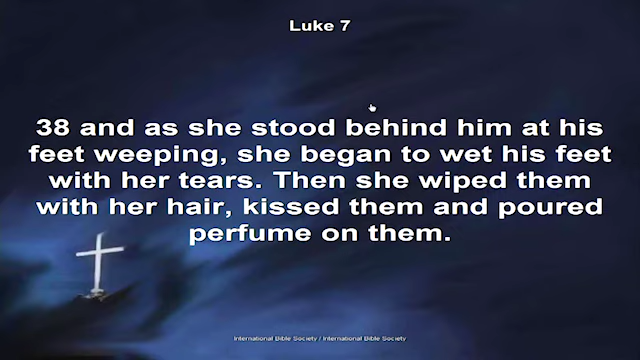 Luke 7
38 and as she stood behind him at his
feet weeping, she began to wet his feet
with her tears. Then she wiped them
with her hair, kissed them and poured
perfume on them.
International Bible Society / International Bible Society